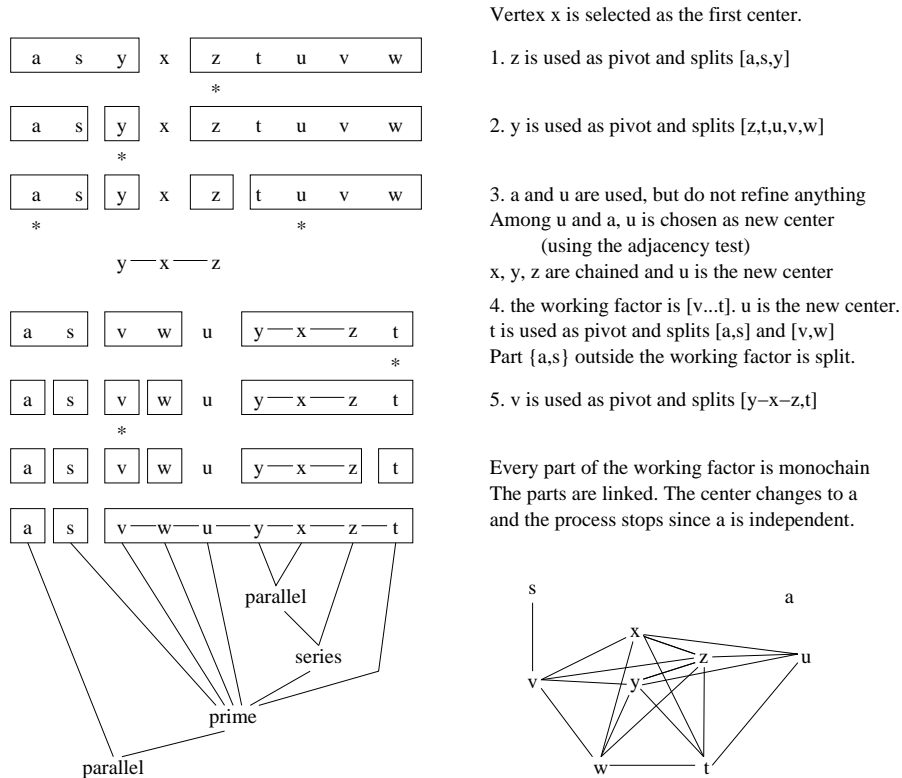 Vertex x is selected as the first center.
a s y x z t u v w
*
1. z is used as pivot and splits [a,s,y]
a s y x z t u v w
*
2. y is used as pivot and splits [z,t,u,v,w]
a s y x z t u v w
* *
3. a and u are used, but do not refine anything
Among u and a, u is chosen as new center
(using the adjacency test)
y x z
x, y, z are chained and u is the new center
4. the working factor is [v...t]. u is the new center.
a s v w u y x z t
*
t is used as pivot and splits [a,s] and [v,w]
Part {a,s} outside the working factor is split.
a s v w u y x z t
*
5. v is used as pivot and splits [y−x−z,t]
a s v w u y x z t
Every part of the working factor is monochain
The parts are linked. The center changes to a
and the process stops since a is independent.
a s v w u y x z t
parallel
series
prime
parallel
s
a
x
z
u
v
y
w
t